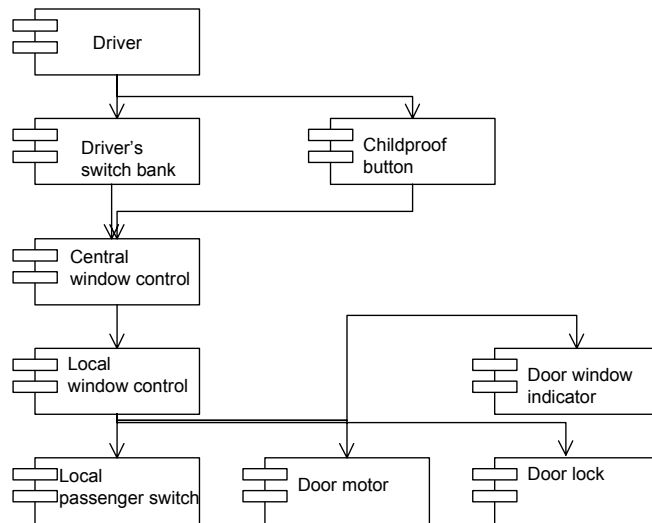 Driver
Driver's
switch bank
Childproof
button
Central
window control
Local
window control
Door window
indicator
Local
passenger switch
Door motor
Door lock